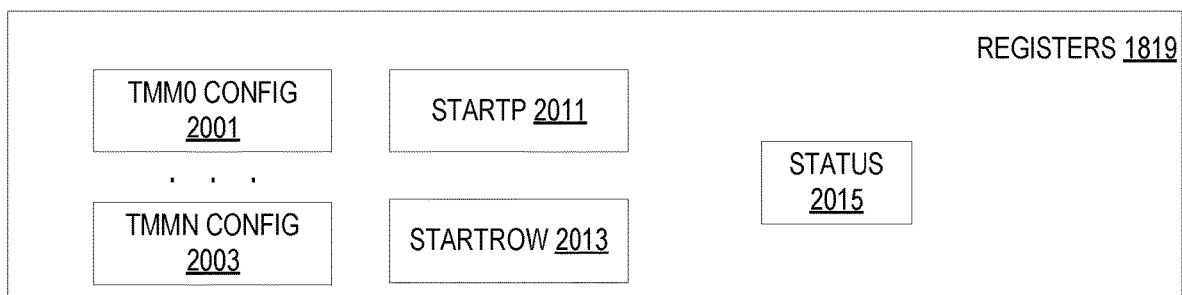 REGISTERS 1819
TMM0 CONFIG
2001
STARTP 2011
STATUS
2015
. . .
TMMN CONFIG
2003
STARTROW 2013